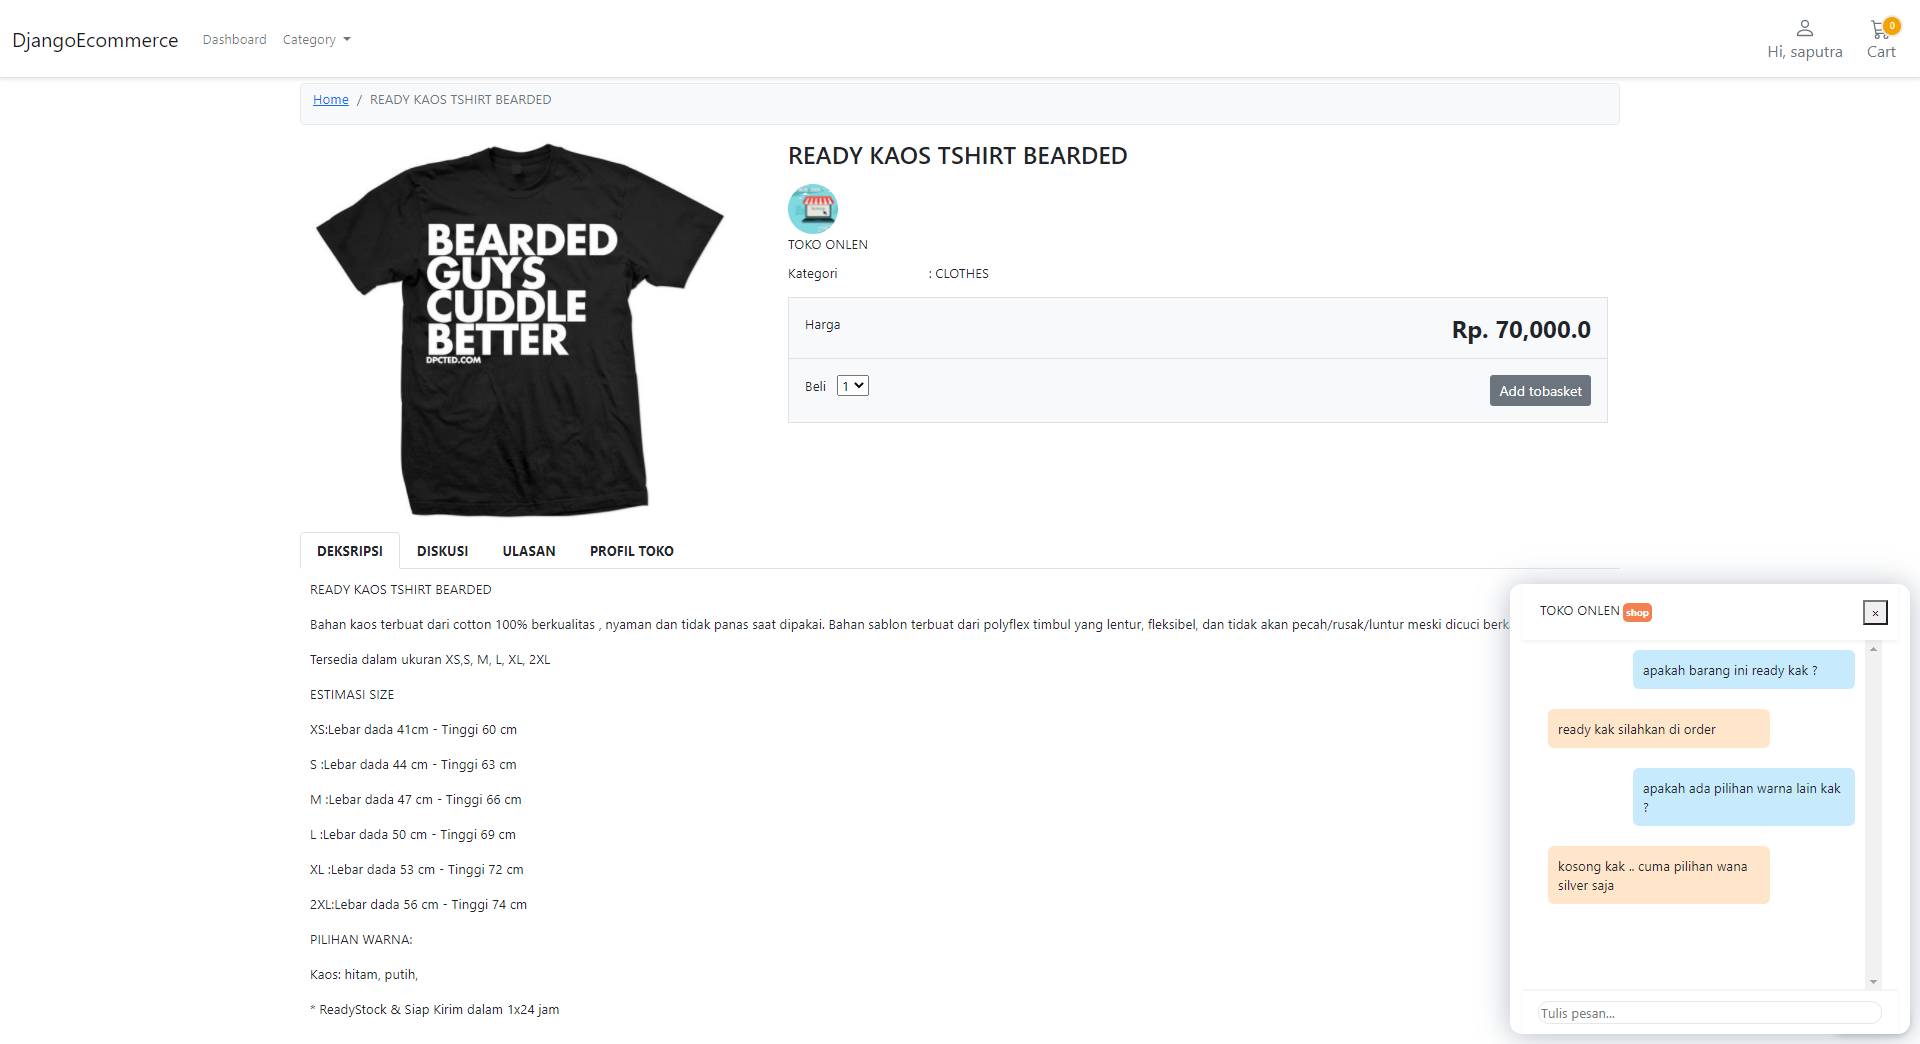 DjangoEcommerce
Dashboard
Category
Hi, saputra
0
Cart
Home / READY KAOS TSHIRT BEARDED
BEARDED
GUYS
CUDDLE
BETTER
DPCTED.COM
READY KAOS TSHIRT BEARDED
TOKO ONLEN
Kategori : CLOTHES
Harga Rp. 70,000.0
Beli 1 Add tobasket
DEKSRIPSI DISKUSI ULASAN PROFIL TOKO
READY KAOS TSHIRT BEARDED
Bahan kaos terbuat dari cotton 100% berkualitas , nyaman dan tidak panas saat dipakai. Bahan sablon terbuat dari polyflex timbul yang lentur, fleksibel, dan tidak akan pecah/rusak/luntur meski dicuci
Tersedia dalam ukuran XS,S, M, L, XL, 2XL
ESTIMASI SIZE
XS:Lebar dada 41cm - Tinggi 60 cm
S :Lebar dada 44 cm - Tinggi 63 cm
M :Lebar dada 47 cm - Tinggi 66 cm
L :Lebar dada 50 cm - Tinggi 69 cm
XL :Lebar dada 53 cm - Tinggi 72 cm
2XL:Lebar dada 56 cm - Tinggi 74 cm
PILIHAN WARNA:
Kaos: hitam, putih,
* ReadyStock & Siap Kirim dalam 1x24 jam
TOKO ONLEN shop
×
apakah barang ini ready kak ?
ready kak silahkan di order
apakah ada pilihan warna lain kak
?
kosong kak .. cuma pilihan wana
silver saja
Tulis pesan...